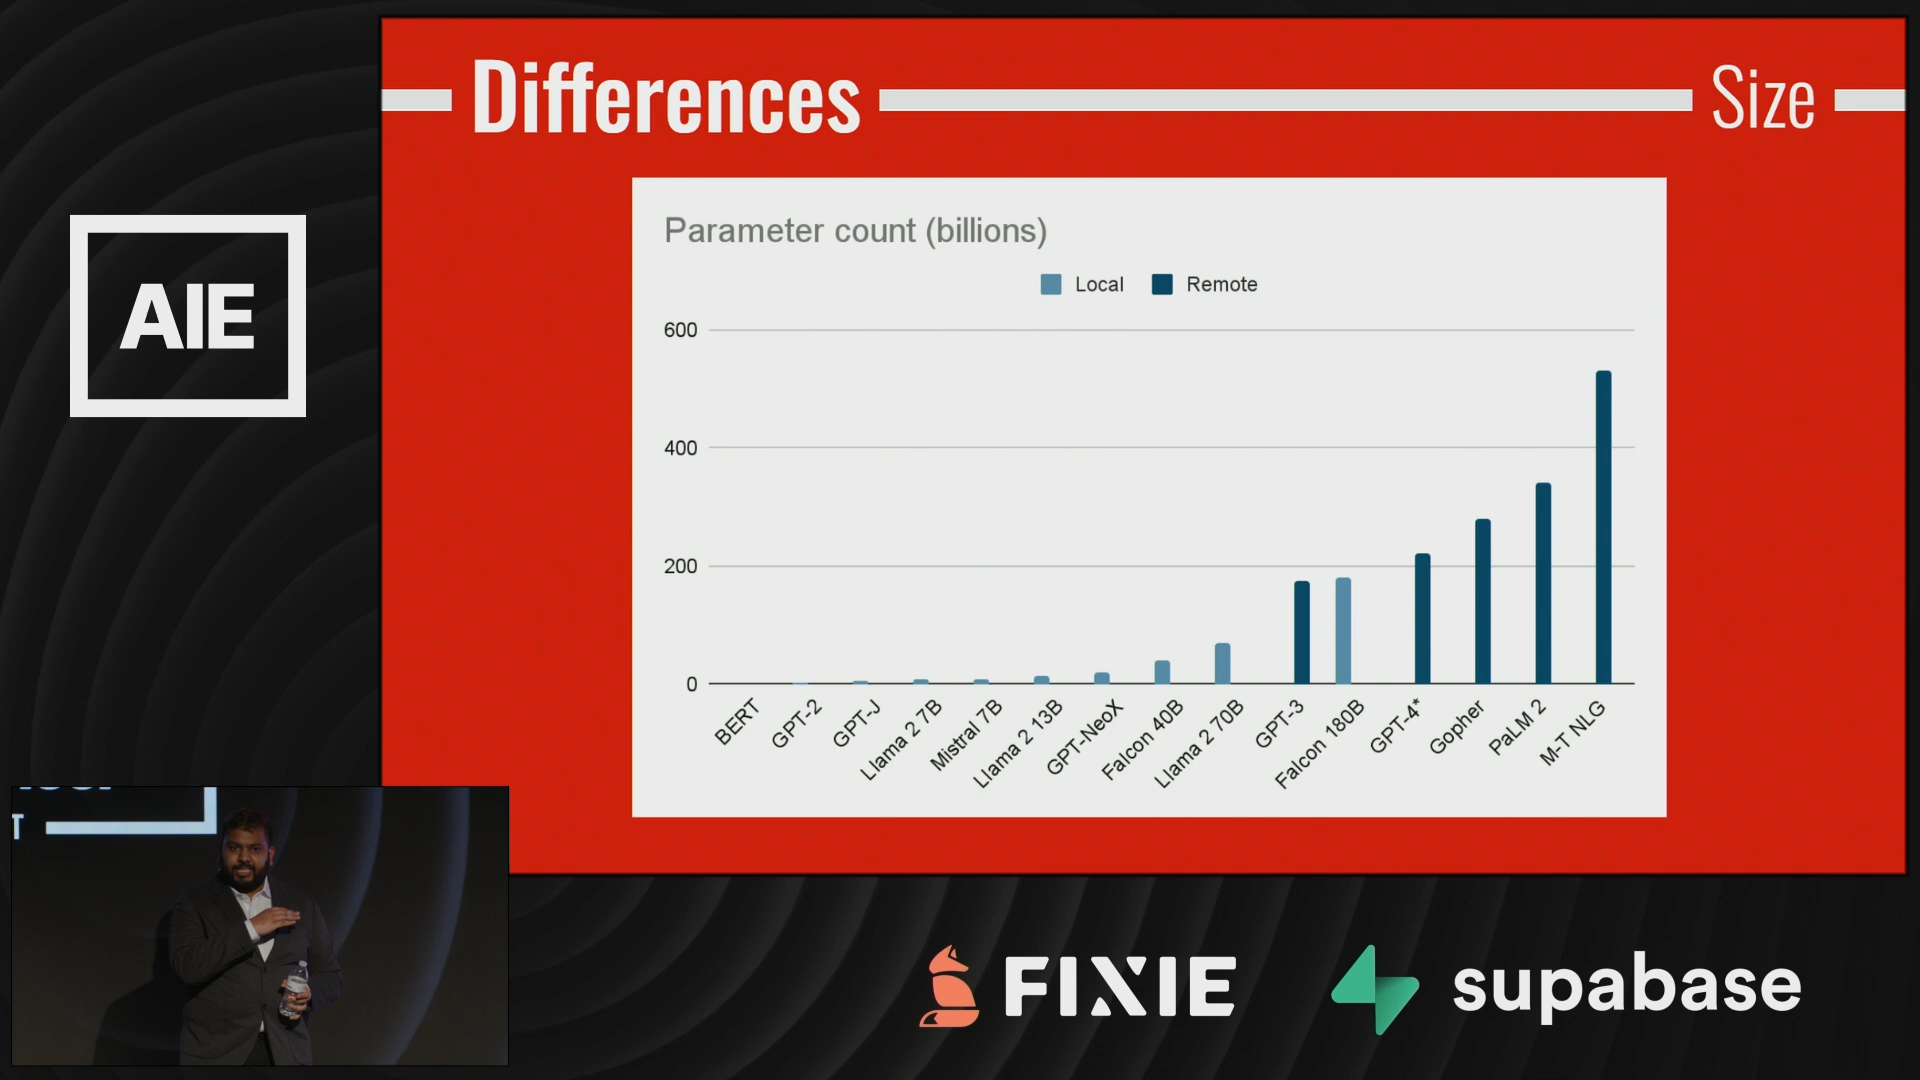 Differences
Size
AIE
Parameter count (billions)
Local
Remote
600
400
200
0
BERT
GPT-2
GPT-J
Llama 2 7B
Mistral 7B
Llama 2 13B
GPT-NeoX
Falcon 40B
Llama 2 70B
GPT-3
Falcon 180B
GPT-4*
Gopher
PaLM 2
M-T NLG
T
FIXIE
supabase